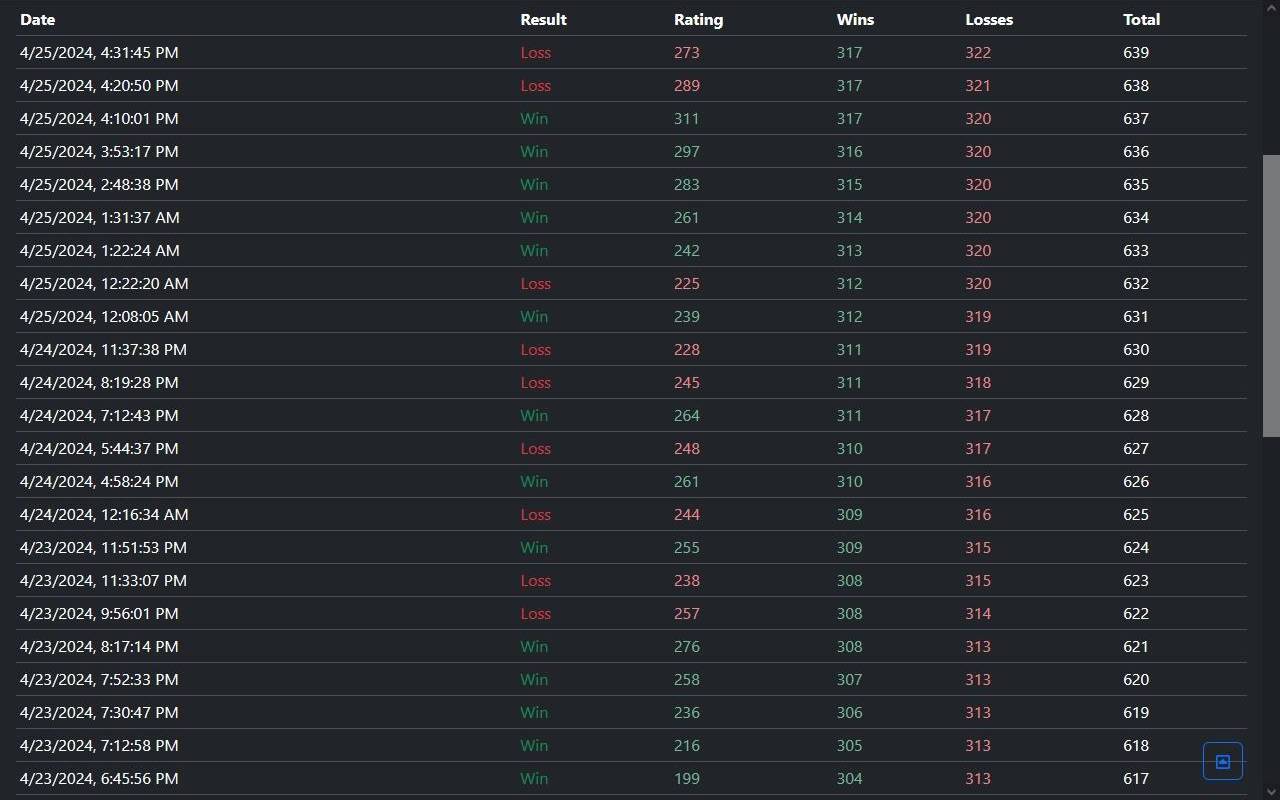 Date Result Rating Wins Losses Total
4/25/2024, 4:31:45 PM Loss 273 317 322 639
4/25/2024, 4:20:50 PM Loss 289 317 321 638
4/25/2024, 4:10:01 PM Win 311 317 320 637
4/25/2024, 3:53:17 PM Win 297 316 320 636
4/25/2024, 2:48:38 PM Win 283 315 320 635
4/25/2024, 1:31:37 AM Win 261 314 320 634
4/25/2024, 1:22:24 AM Win 242 313 320 633
4/25/2024, 12:22:20 AM Loss 225 312 320 632
4/25/2024, 12:08:05 AM Win 239 312 319 631
4/24/2024, 11:37:38 PM Loss 228 311 319 630
4/24/2024, 8:19:28 PM Loss 245 311 318 629
4/24/2024, 7:12:43 PM Win 264 311 317 628
4/24/2024, 5:44:37 PM Loss 248 310 317 627
4/24/2024, 4:58:24 PM Win 261 310 316 626
4/24/2024, 12:16:34 AM Loss 244 309 316 625
4/23/2024, 11:51:53 PM Win 255 309 315 624
4/23/2024, 11:33:07 PM Loss 238 308 315 623
4/23/2024, 9:56:01 PM Loss 257 308 314 622
4/23/2024, 8:17:14 PM Win 276 308 313 621
4/23/2024, 7:52:33 PM Win 258 307 313 620
4/23/2024, 7:30:47 PM Win 236 306 313 619
4/23/2024, 7:12:58 PM Win 216 305 313 618
4/23/2024, 6:45:56 PM Win 199 304 313 617